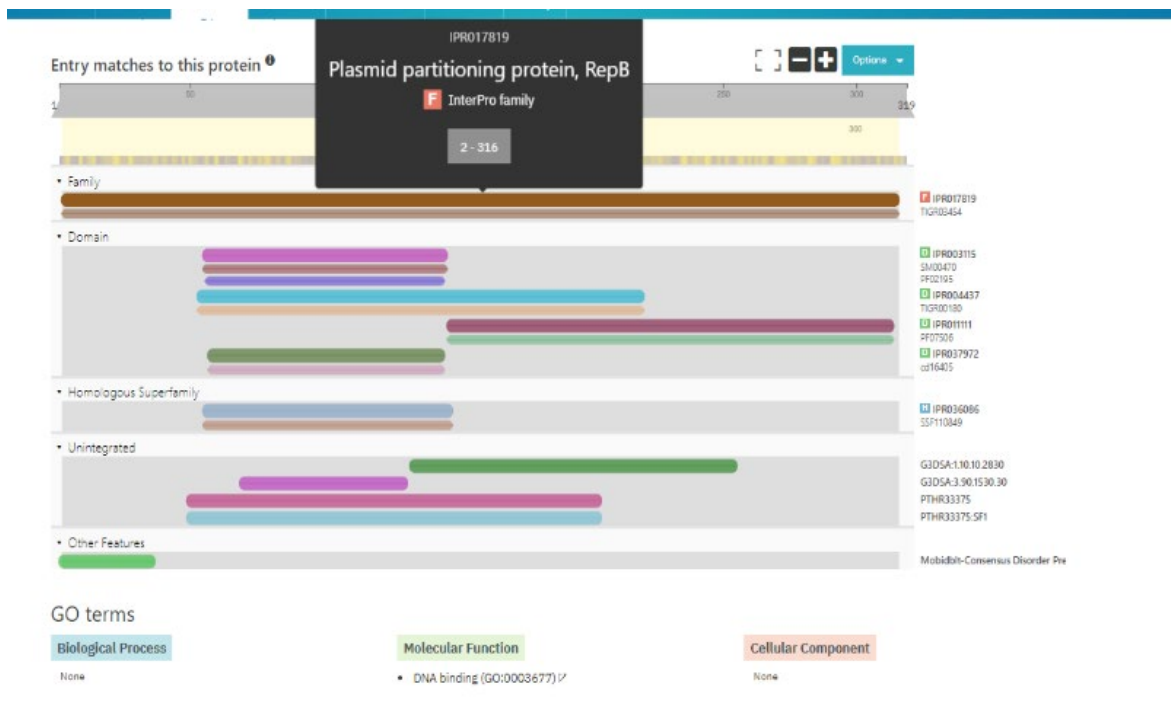 IPR017819
Entry matches to this protein
Plasmid partitioning protein, RepB
Options
F InterPro family
1
50
250
300
319
300
2 - 316
Family
F IPR017819
TIGR03454
Domain
D IPR003115
SM00470
PF02195
D IPR004437
TIGR00180
D IPR011111
PF07506
D IPR037972
cd16405
Homologous Superfamily
H IPR036086
SSF110849
Unintegrated
G3DSA:1.10.10.2830
G3DSA:3.90.1530.30
PTHR33375
PTHR33375:SF1
Other Features
Mobidblt-Consensus Disorder Pre
GO terms
Biological Process
Molecular Function
Cellular Component
None
• DNA binding (GO:0003677)
None